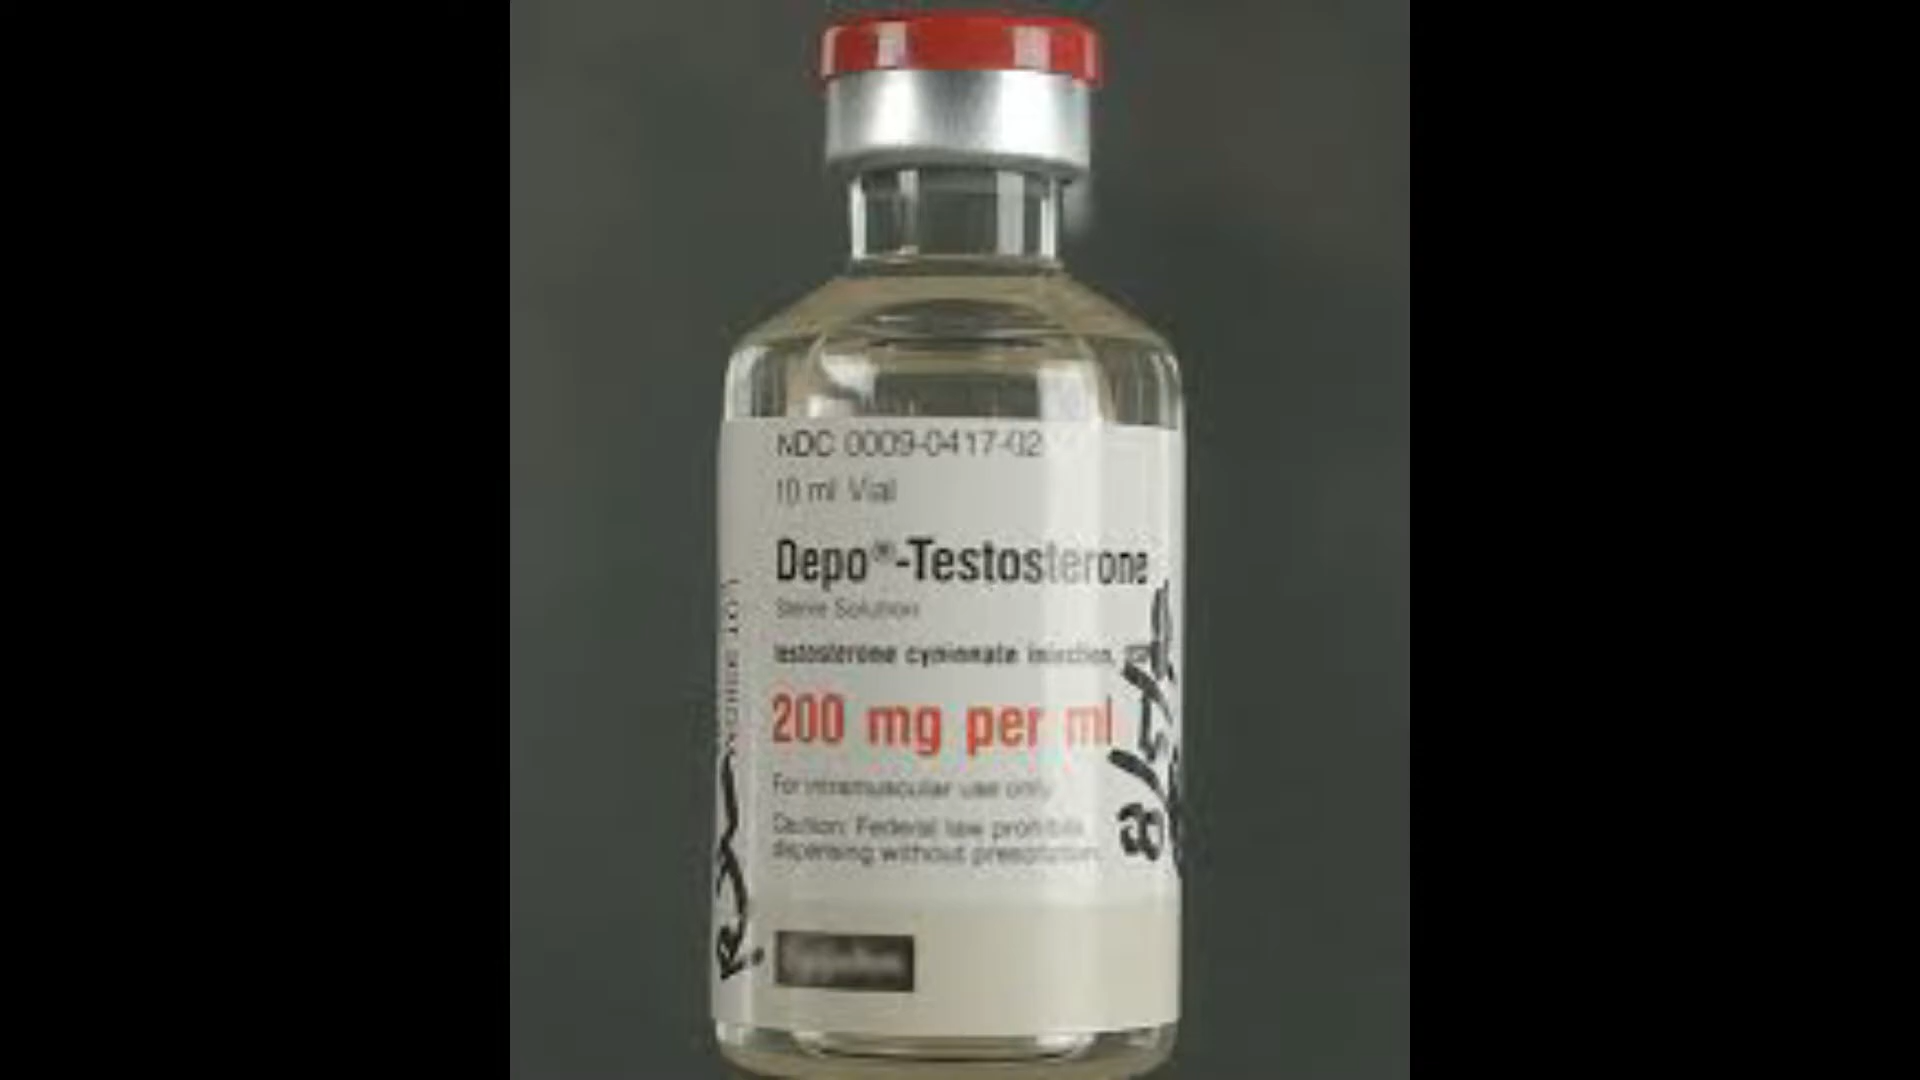 NDC 0009-0417-02
10 ml Vial
Depo®-Testosterone
Sterile Solution
testosterone cypionate injection, USP
200 mg per ml
For intramuscular use only
Caution: Federal law prohibits
dispensing without prescription.